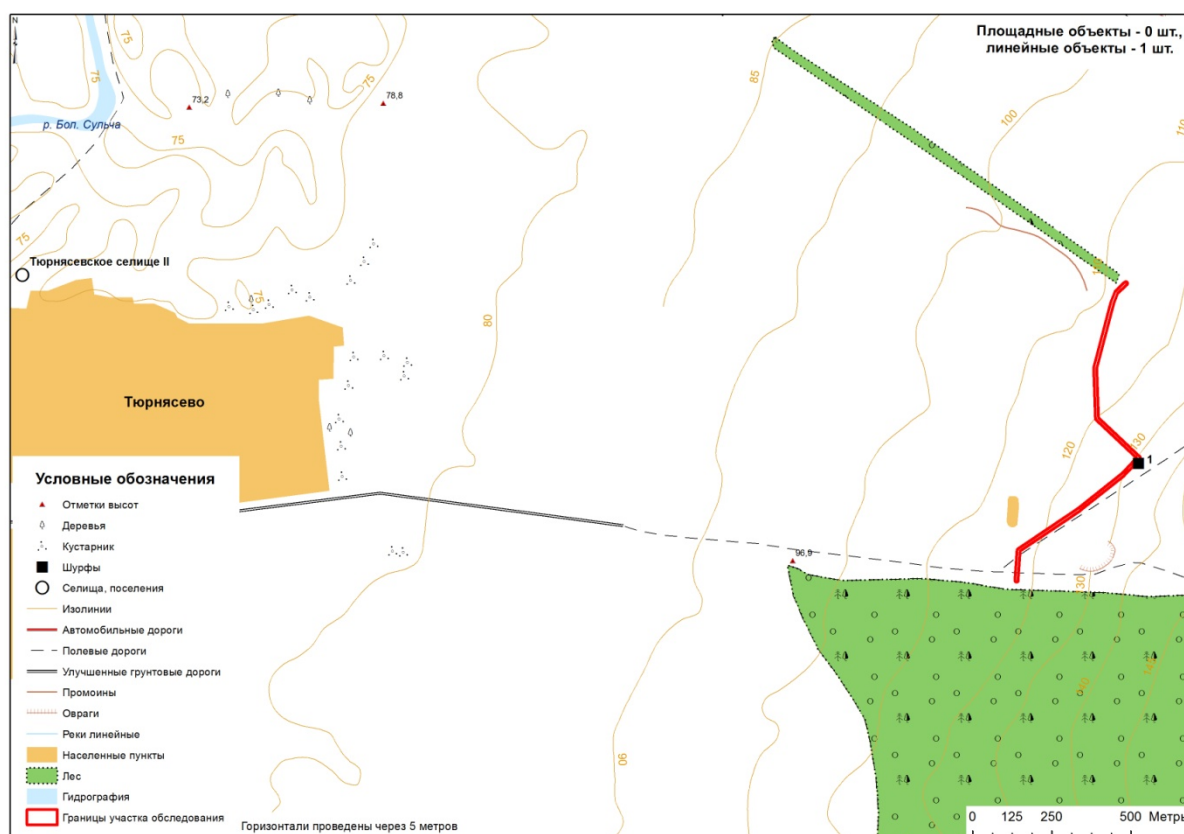 N
Площадные объекты - 0 шт.,
линейные объекты - 1 шт.
75
75
75
85
100
110
73,2
78,8
р. Бол. Сульча
75
75
75
Тюрнясевское селище II
75
80
Тюрнясево
120
130
1
96,9
130
140
90
Условные обозначения
Отметки высот
Деревья
Кустарник
Шурфы
Селища, поселения
Изолинии
Автомобильные дороги
Полевые дороги
Улучшенные грунтовые дороги
Промоины
Овраги
Реки линейные
Населенные пункты
Лес
Гидрография
Границы участка обследования
Горизонтали проведены через 5 метров
0 125 250 500 Метры